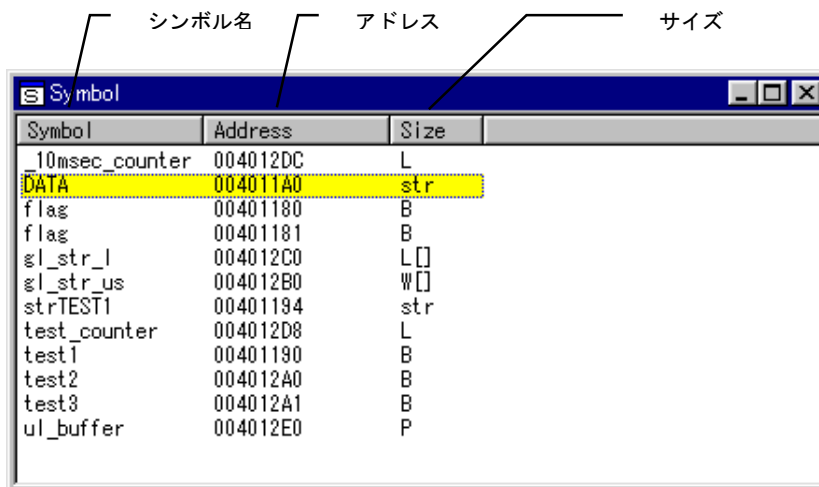 シンボル名 アドレス サイズ
S Symbol
Symbol Address Size
_10msec_counter 004012DC L
DATA 004011A0 str
flag 00401180 B
flag 00401181 B
gl_str_l 004012C0 L[]
gl_str_us 004012B0 W[]
strTEST1 00401194 str
test_counter 004012D8 L
test1 00401190 B
test2 004012A0 B
test3 004012A1 B
ul_buffer 004012E0 P